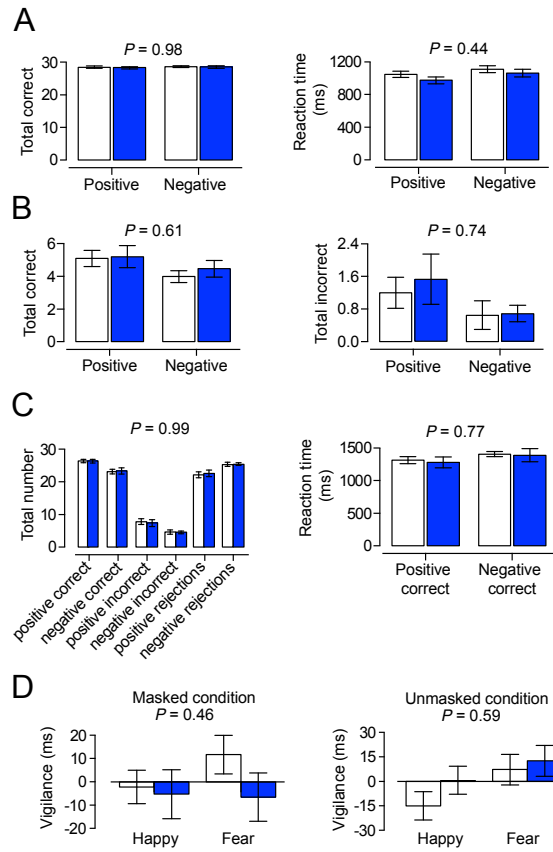 A
P = 0.98
Total correct
30
20
10
0
Positive
Negative
P = 0.44
Reaction time
(ms)
1200
800
400
0
Positive
Negative
B
P = 0.61
Total correct
6
4
2
0
Positive
Negative
P = 0.74
Total incorrect
2.4
1.6
0.8
0.0
Positive
Negative
C
P = 0.99
Total number
30
20
10
0
positive correct
negative correct
positive incorrect
negative incorrect
positive rejections
negative rejections
P = 0.77
Reaction time
(ms)
1500
1000
500
0
Positive
correct
Negative
correct
D
Masked condition
P = 0.46
Vigilance (ms)
20
10
0
-10
-20
Happy
Fear
Unmasked condition
P = 0.59
Vigilance (ms)
30
15
0
-15
-30
Happy
Fear